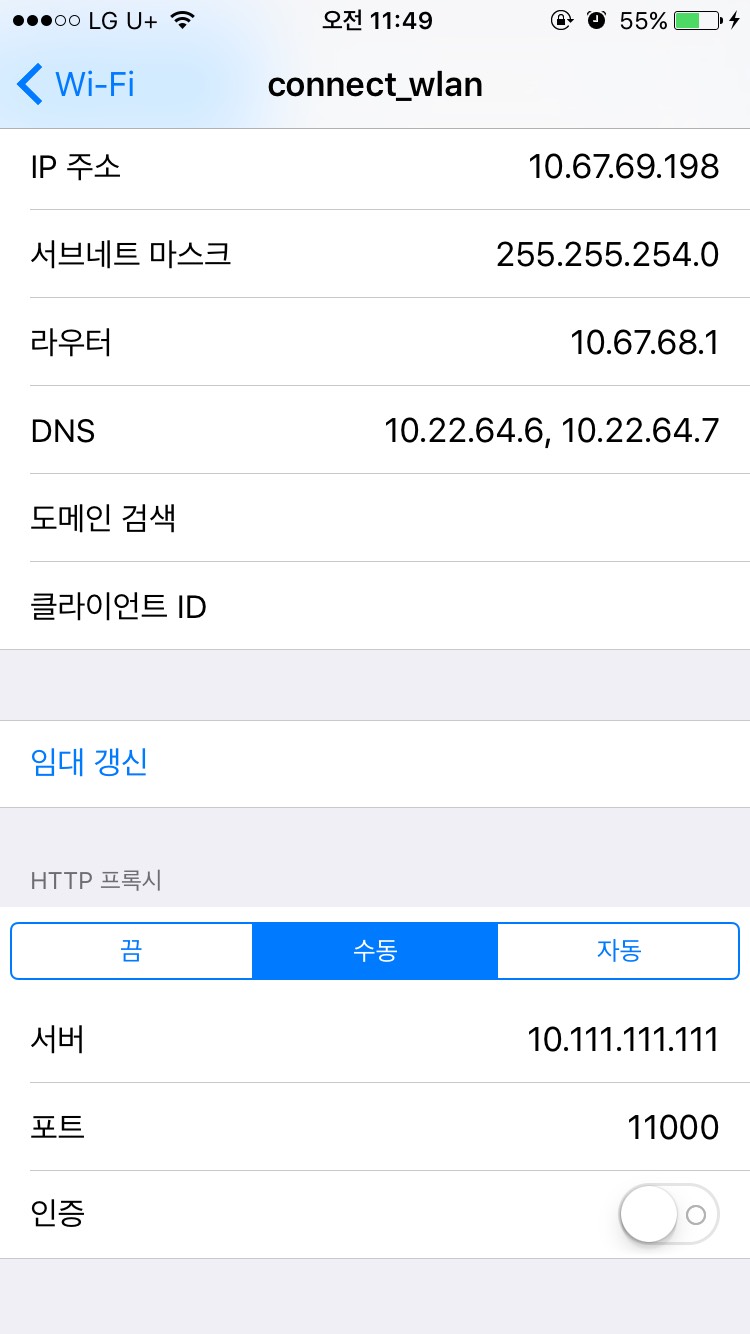 LG U+ 오전 11:49 55%
Wi-Fi connect_wlan
IP 주소 10.67.69.198
서브네트 마스크 255.255.254.0
라우터 10.67.68.1
DNS 10.22.64.6, 10.22.64.7
도메인 검색
클라이언트 ID
임대 갱신
HTTP 프록시
끔 수동 자동
서버 10.111.111.111
포트 11000
인증